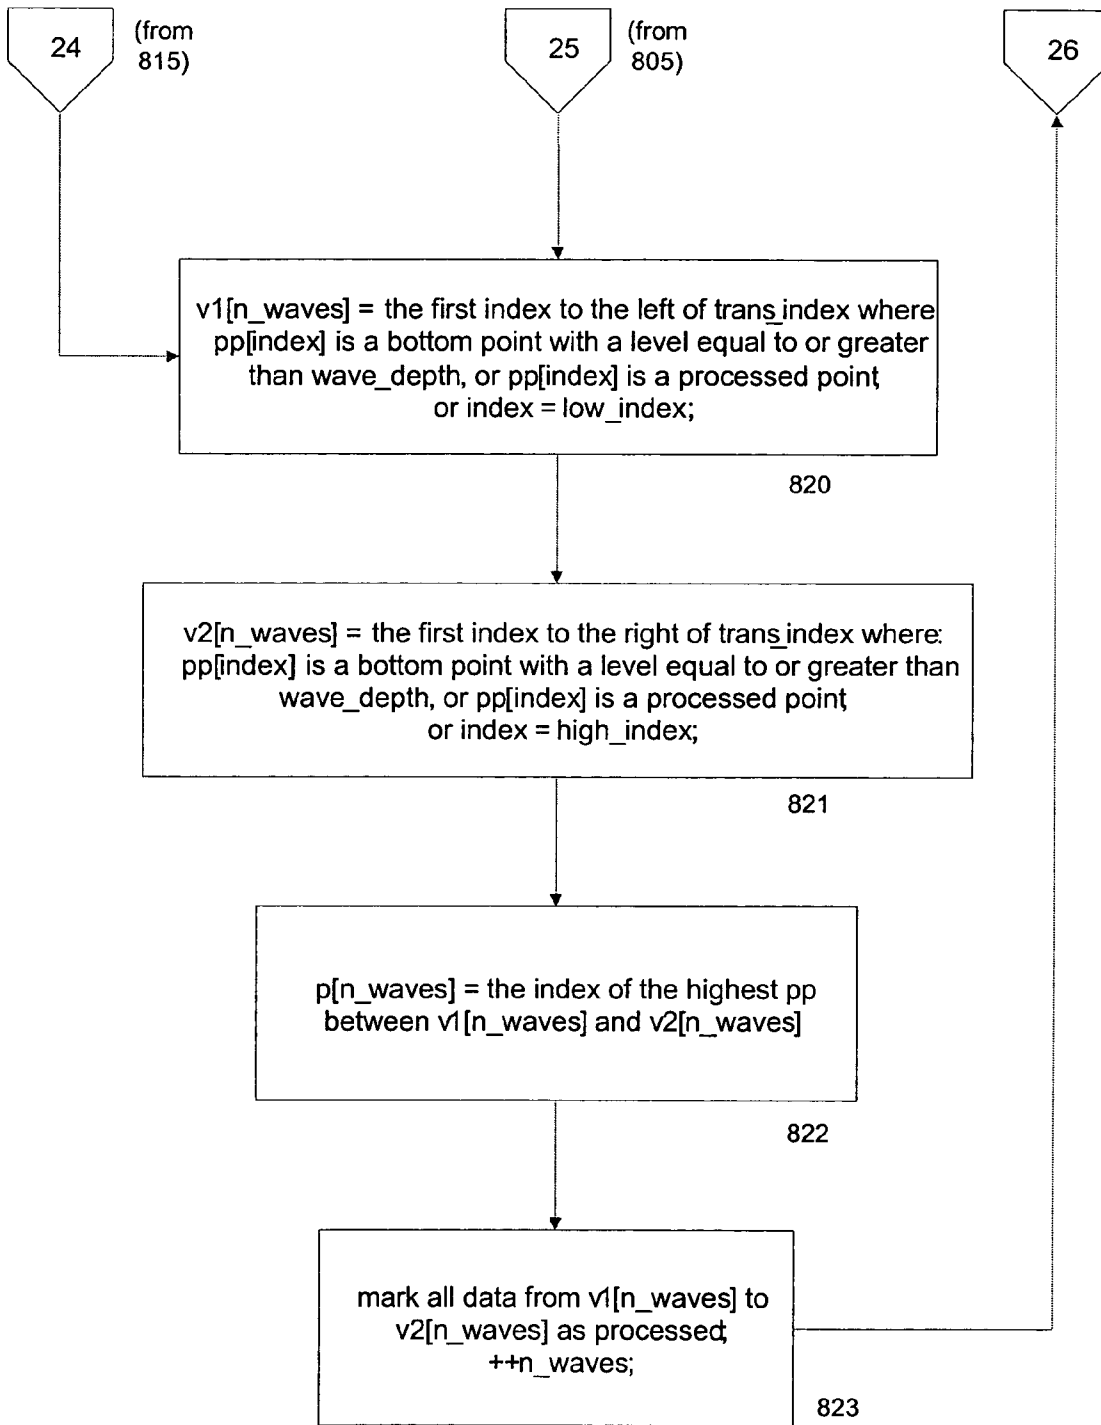 24
(from
815)
25
(from
805)
26
v1[n_waves] = the first index to the left of trans_index where
pp[index] is a bottom point with a level equal to or greater
than wave_depth, or pp[index] is a processed point,
or index = low_index;
820
v2[n_waves] = the first index to the right of trans_index where:
pp[index] is a bottom point with a level equal to or greater than
wave_depth, or pp[index] is a processed point,
or index = high_index;
821
p[n_waves] = the index of the highest pp
between v1[n_waves] and v2[n_waves]
822
mark all data from v1[n_waves] to
v2[n_waves] as processed;
++n_waves;
823